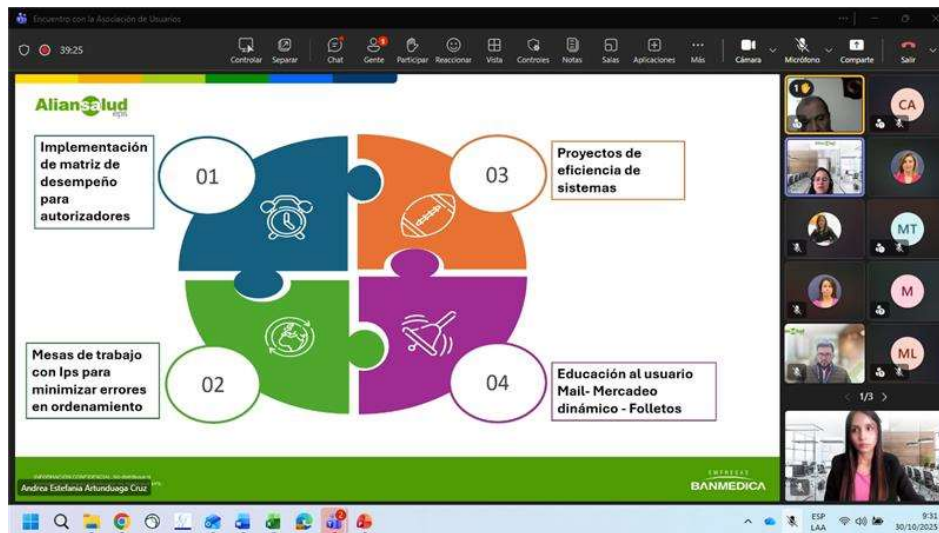 Encuentro con la Asociación de Usuarios
39:25
Controlar
Separar
Chat
Gente
1
Participar
Reaccionar
Vista
Controles
Notas
Salas
Aplicaciones
Más
Cámara
Micrófono
Comparte
Salir
Aliansalud
eps
Implementación
de matriz de
desempeño
para
autorizadores
01
03
Proyectos de
eficiencia de
sistemas
Mesas de trabajo
con Ips para
minimizar errores
en ordenamiento
02
04
Educación al usuario
Mail- Mercadeo
dinámico - Folletos
Andrea Estefania Artunduaga Cruz
EMPRESAS
BANMEDICA
1
CA
MT
M
ML
1/3
2
ESP
LAA
9:31
30/10/2025